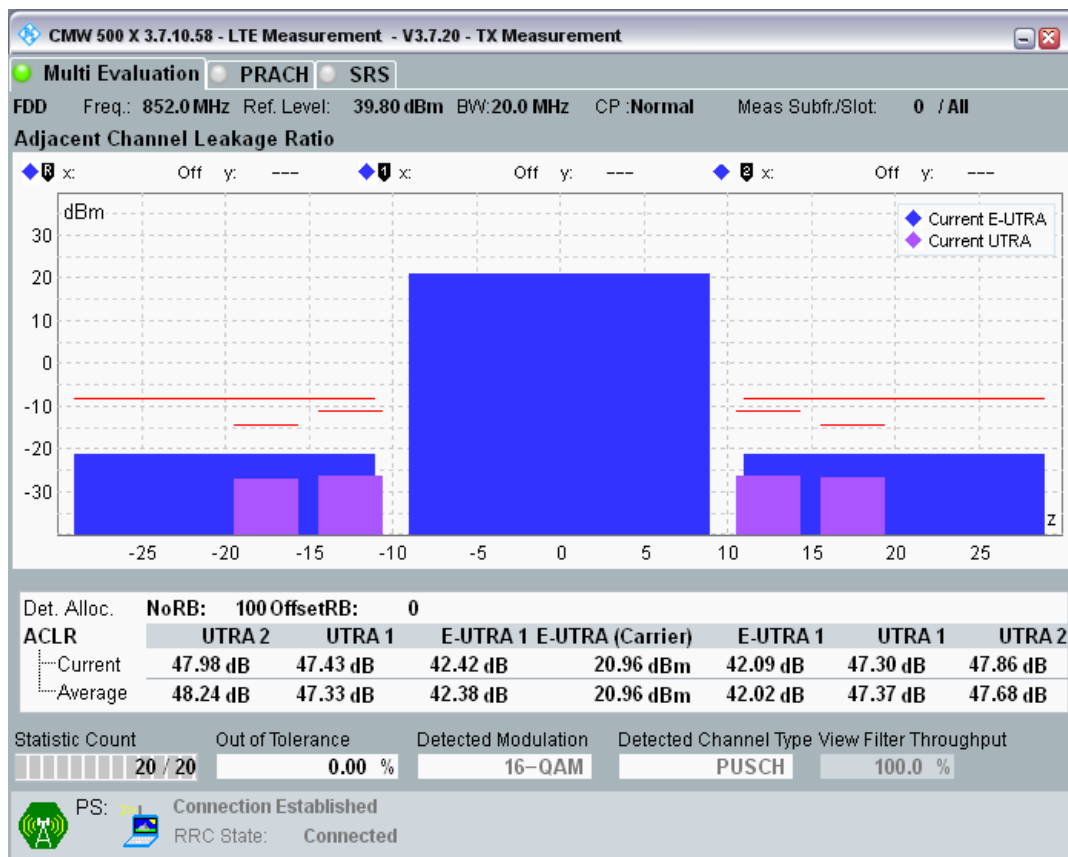 CMW 500 X 3.7.10.58 - LTE Measurement - V3.7.20 - TX Measurement
Multi Evaluation PRACH SRS
FDD Freq.: 852.0 MHz Ref. Level: 39.80 dBm BW:20.0 MHz CP :Normal Meas Subfr./Slot: 0 / All
Adjacent Channel Leakage Ratio
R x: Off y: --- 1 x: Off y: --- 2 x: Off y: ---
dBm
Current E-UTRA
Current UTRA
30
20
10
0
-10
-20
-30
z
-25 -20 -15 -10 -5 0 5 10 15 20 25
Det. Alloc. NoRB: 100 OffsetRB: 0
ACLR UTRA 2 UTRA 1 E-UTRA 1 E-UTRA (Carrier) E-UTRA 1 UTRA 1 UTRA 2
Current 47.98 dB 47.43 dB 42.42 dB 20.96 dBm 42.09 dB 47.30 dB 47.86 dB
Average 48.24 dB 47.33 dB 42.38 dB 20.96 dBm 42.02 dB 47.37 dB 47.68 dB
Statistic Count Out of Tolerance Detected Modulation Detected Channel Type View Filter Throughput
20 / 20 0.00 % 16-QAM PUSCH 100.0 %
PS: Connection Established
RRC State: Connected